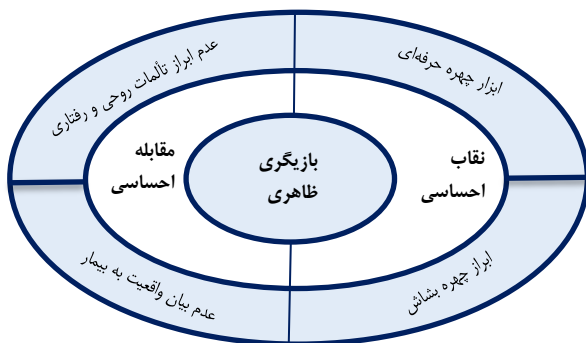 ابزار چهره حرفه‌ای
عدم ابراز تألمات روحی و رفتاری
نقاب
احساسی
بازیگری
ظاهری
مقابله
احساسی
ابراز چهره بشاش
عدم بیان واقعیت به بیمار